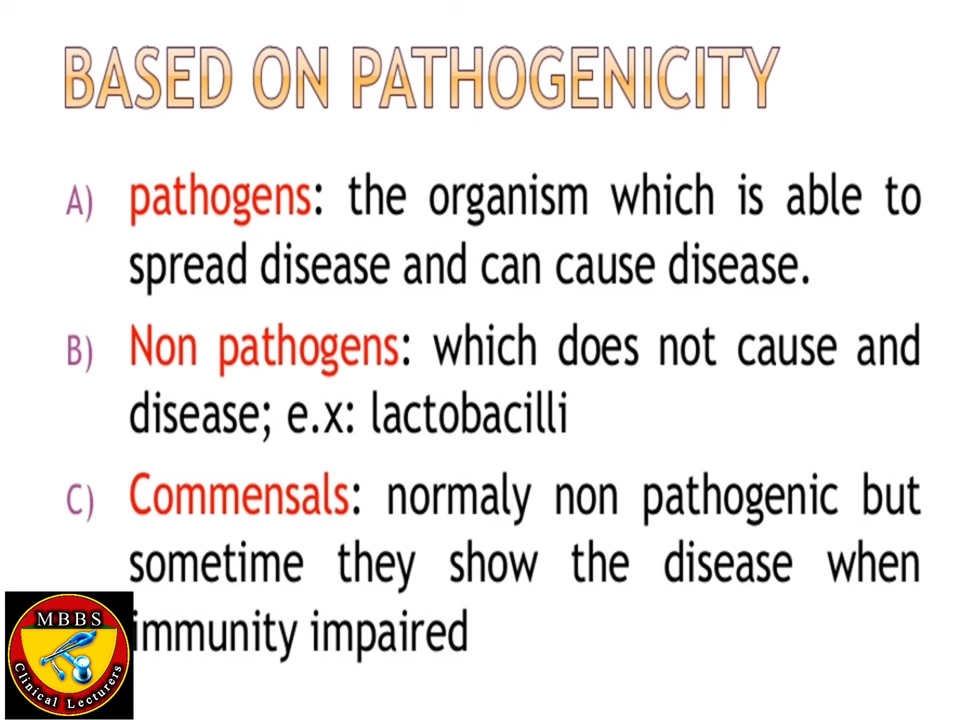 BASED ON PATHOGENICITY
A) pathogens: the organism which is able to
spread disease and can cause disease.
B) Non pathogens: which does not cause and
disease; e.x: lactobacilli
C) Commensals: normaly non pathogenic but
sometime they show the disease when
immunity impaired
MBBS
Clinical Lecturers